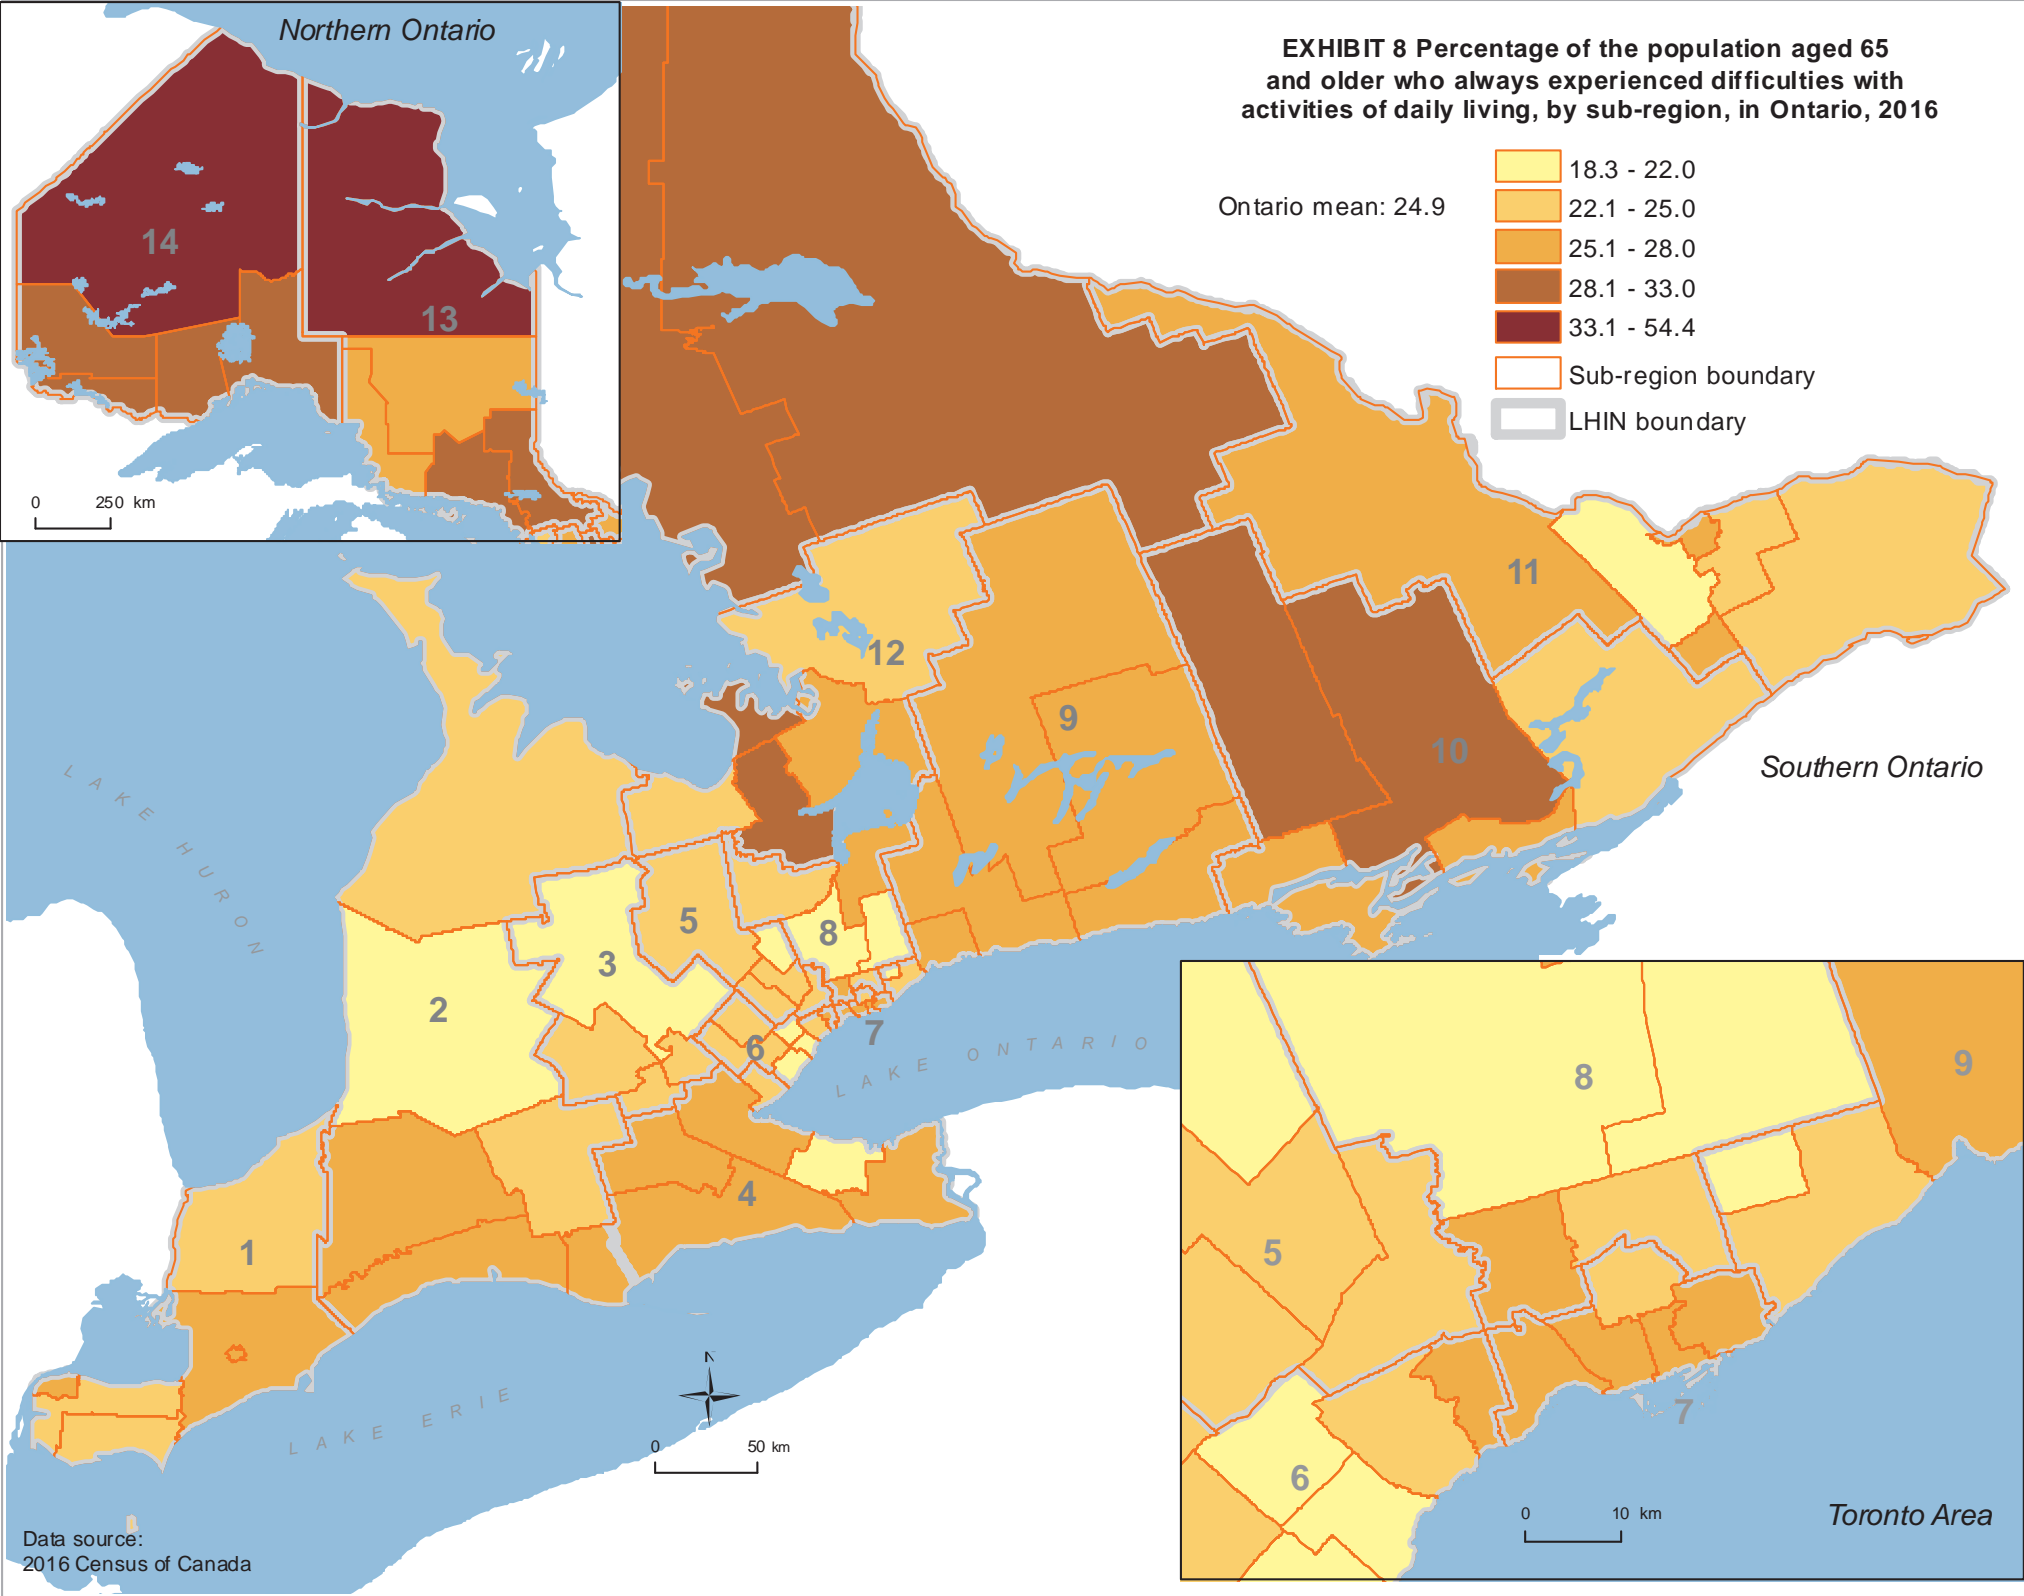 Northern Ontario
14
13
0 250 km
EXHIBIT 8 Percentage of the population aged 65
and older who always experienced difficulties with
activities of daily living, by sub-region, in Ontario, 2016
Ontario mean: 24.9
18.3 - 22.0
22.1 - 25.0
25.1 - 28.0
28.1 - 33.0
33.1 - 54.4
Sub-region boundary
LHIN boundary
11
12
9
10
Southern Ontario
LAKE HURON
5
8
3
2
7
6
LAKE ONTARIO
4
1
LAKE ERIE
N
0 50 km
Data source:
2016 Census of Canada
8
9
5
7
6
0 10 km
Toronto Area